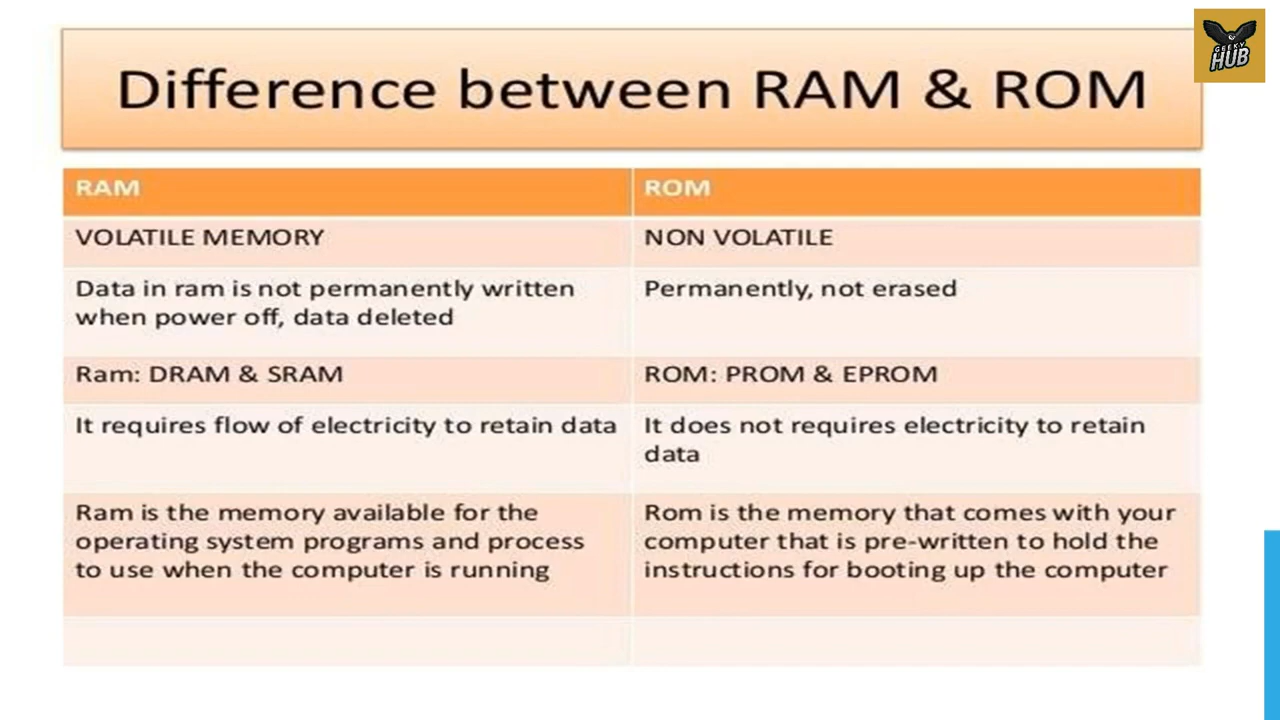 GEEKY
HUB
Difference between RAM & ROM
RAM
ROM
VOLATILE MEMORY
NON VOLATILE
Data in ram is not permanently written
when power off, data deleted
Permanently, not erased
Ram: DRAM & SRAM
ROM: PROM & EPROM
It requires flow of electricity to retain data
It does not requires electricity to retain
data
Ram is the memory available for the
operating system programs and process
to use when the computer is running
Rom is the memory that comes with your
computer that is pre-written to hold the
instructions for booting up the computer